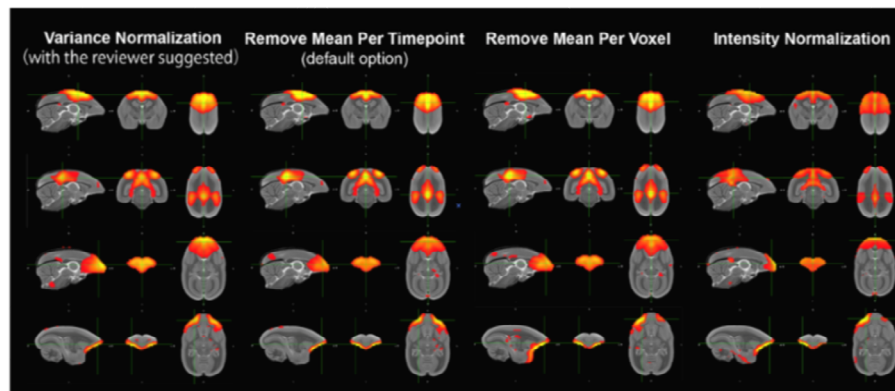 Variance Normalization
(with the reviewer suggested)
Remove Mean Per Timepoint
(default option)
Remove Mean Per Voxel
Intensity Normalization